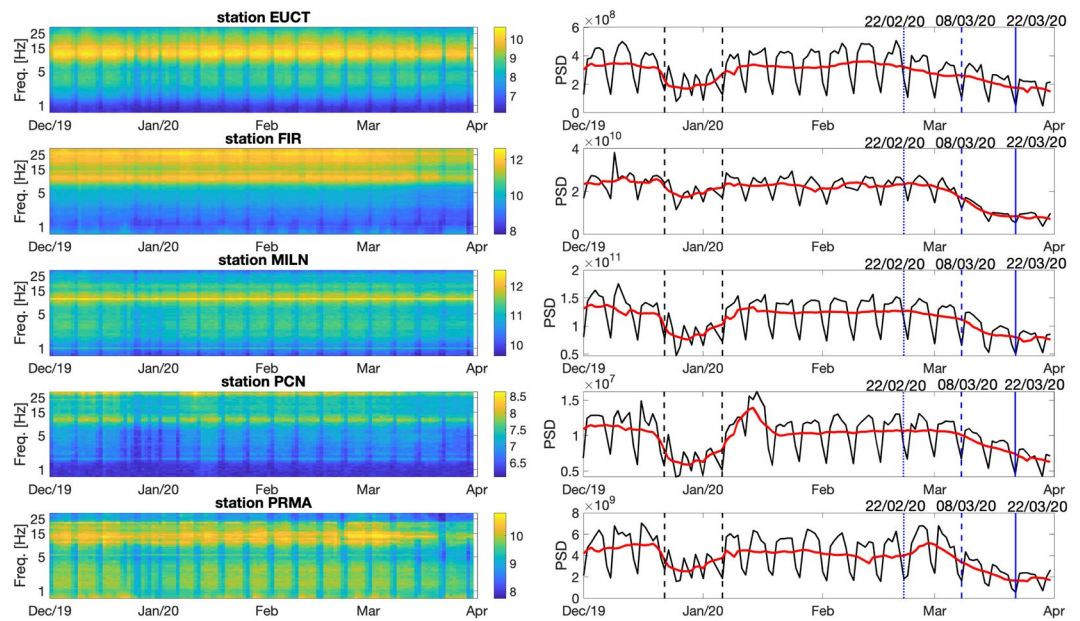 station EUCT
Freq. [Hz]
25
15
5
1
10
9
8
7
Dec/19 Jan/20 Feb Mar Apr
×10⁸
22/02/20 08/03/20 22/03/20
PSD
6
4
2
0
Dec/19 Jan/20 Feb Mar Apr
station FIR
Freq. [Hz]
25
15
5
1
12
10
8
Dec/19 Jan/20 Feb Mar Apr
×10¹⁰
22/02/20 08/03/20 22/03/20
PSD
4
2
0
Dec/19 Jan/20 Feb Mar Apr
station MILN
Freq. [Hz]
25
15
5
1
12
11
10
Dec/19 Jan/20 Feb Mar Apr
×10¹¹
22/02/20 08/03/20 22/03/20
PSD
2
1.5
1
0.5
Dec/19 Jan/20 Feb Mar Apr
station PCN
Freq. [Hz]
25
15
5
1
8.5
8
7.5
7
6.5
Dec/19 Jan/20 Feb Mar Apr
×10⁷
22/02/20 08/03/20 22/03/20
PSD
1.5
1
0.5
Dec/19 Jan/20 Feb Mar Apr
station PRMA
Freq. [Hz]
25
15
5
1
10
9
8
Dec/19 Jan/20 Feb Mar Apr
×10⁹
22/02/20 08/03/20 22/03/20
PSD
8
6
4
2
0
Dec/19 Jan/20 Feb Mar Apr